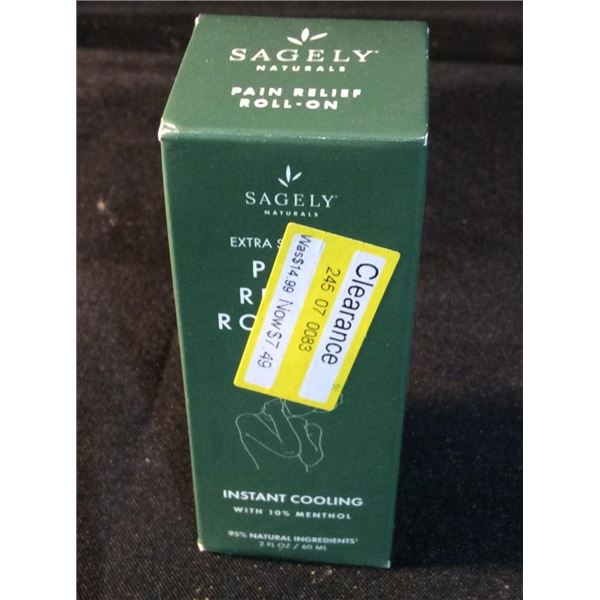 SAGELY
NATURALS
PAIN RELIEF
ROLL-ON
SAGELY
NATURALS
EXTRA S
P
R
RO
Clearance
245 07 0083
Was$14.99 Now$7.49
INSTANT COOLING
WITH 10% MENTHOL
95% NATURAL INGREDIENTS†
2 FL OZ / 60 ML